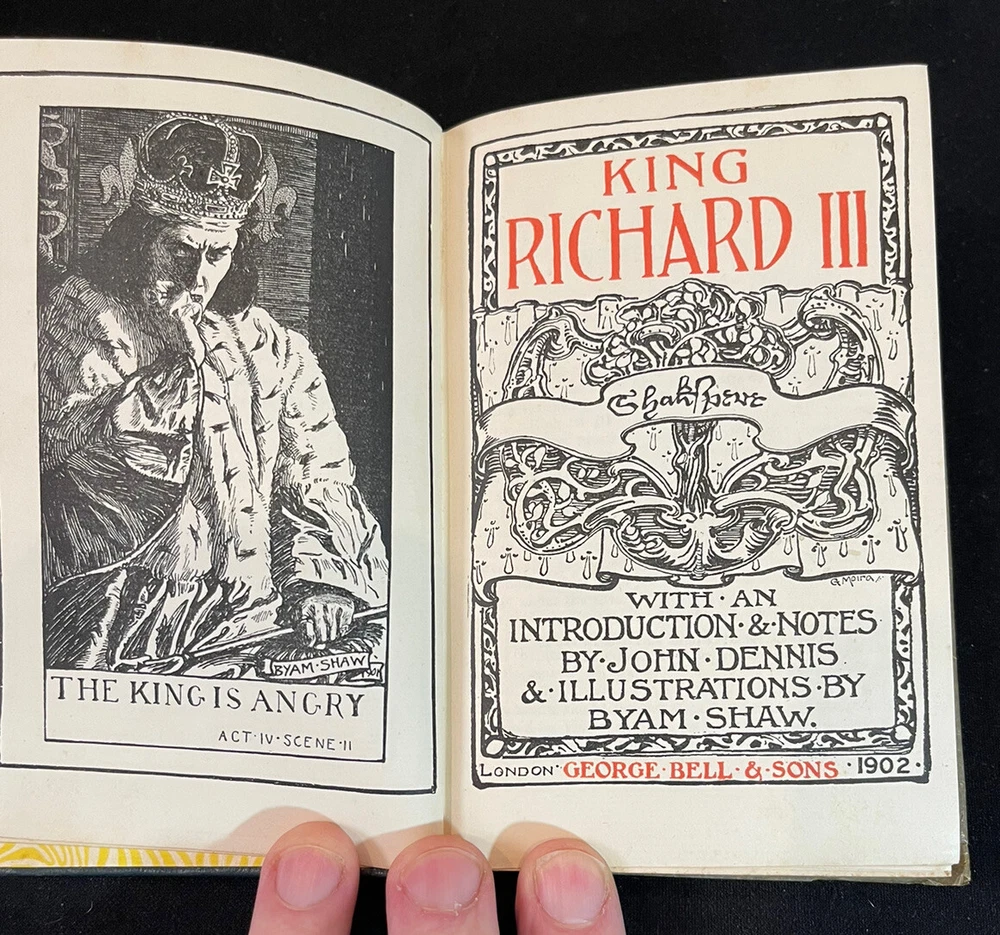 BYAM·SHAW·
1901
THE KING IS ANGRY
ACT·IV·SCENE·II
KING
RICHARD III
Shakspere
G Moira
WITH·AN
INTRODUCTION·&·NOTES
BY·JOHN·DENNIS
&·ILLUSTRATIONS·BY
BYAM·SHAW.
LONDON·GEORGE·BELL·&·SONS·1902·